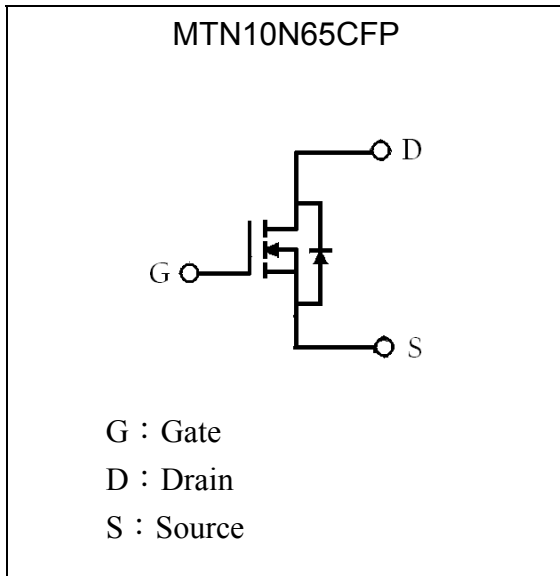 MTN10N65CFP
D
G
S
G：Gate
D：Drain
S：Source